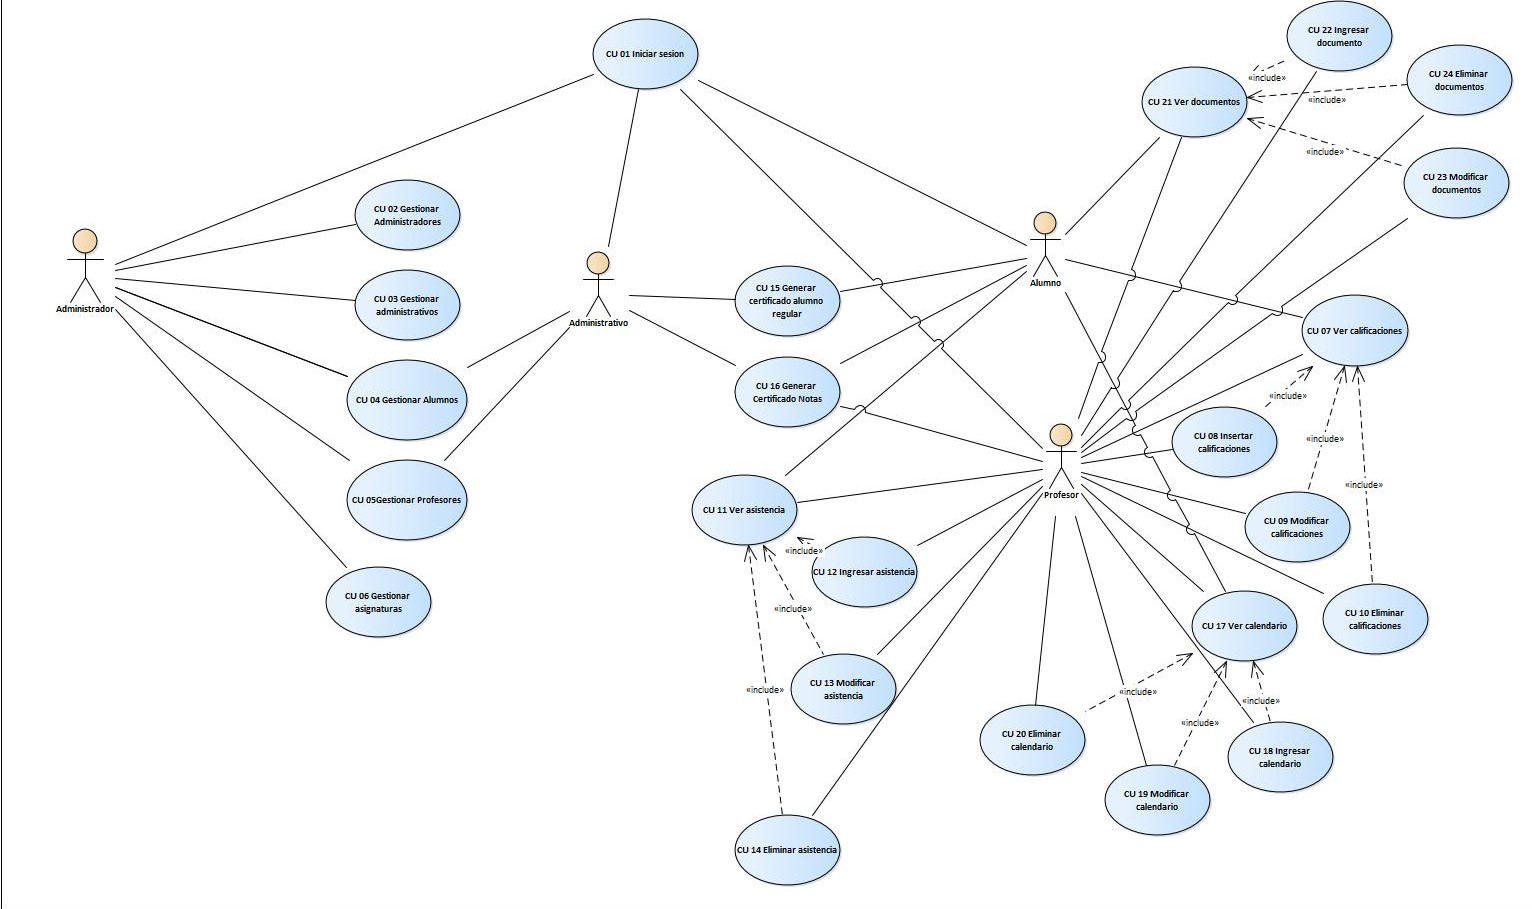 CU 01 Iniciar sesion
CU 22 Ingresar
documento
CU 24 Eliminar
documentos
CU 21 Ver documentos
«include»
«include»
«include»
CU 23 Modificar
documentos
CU 02 Gestionar
Administradores
Administrador
CU 03 Gestionar
administrativos
Administrativo
CU 15 Generar
certificado alumno
regular
Alumno
CU 07 Ver calificaciones
CU 04 Gestionar Alumnos
CU 16 Generar
Certificado Notas
«include»
CU 08 Insertar
calificaciones
«include»
«include»
CU 05Gestionar Profesores
Profesor
CU 11 Ver asistencia
CU 09 Modificar
calificaciones
«include»
CU 12 Ingresar asistencia
CU 06 Gestionar
asignaturas
«include»
CU 17 Ver calendario
CU 10 Eliminar
calificaciones
CU 13 Modificar
asistencia
«include»
«include»
«include»
«include»
CU 20 Eliminar
calendario
CU 18 Ingresar
calendario
CU 19 Modificar
calendario
CU 14 Eliminar asistencia